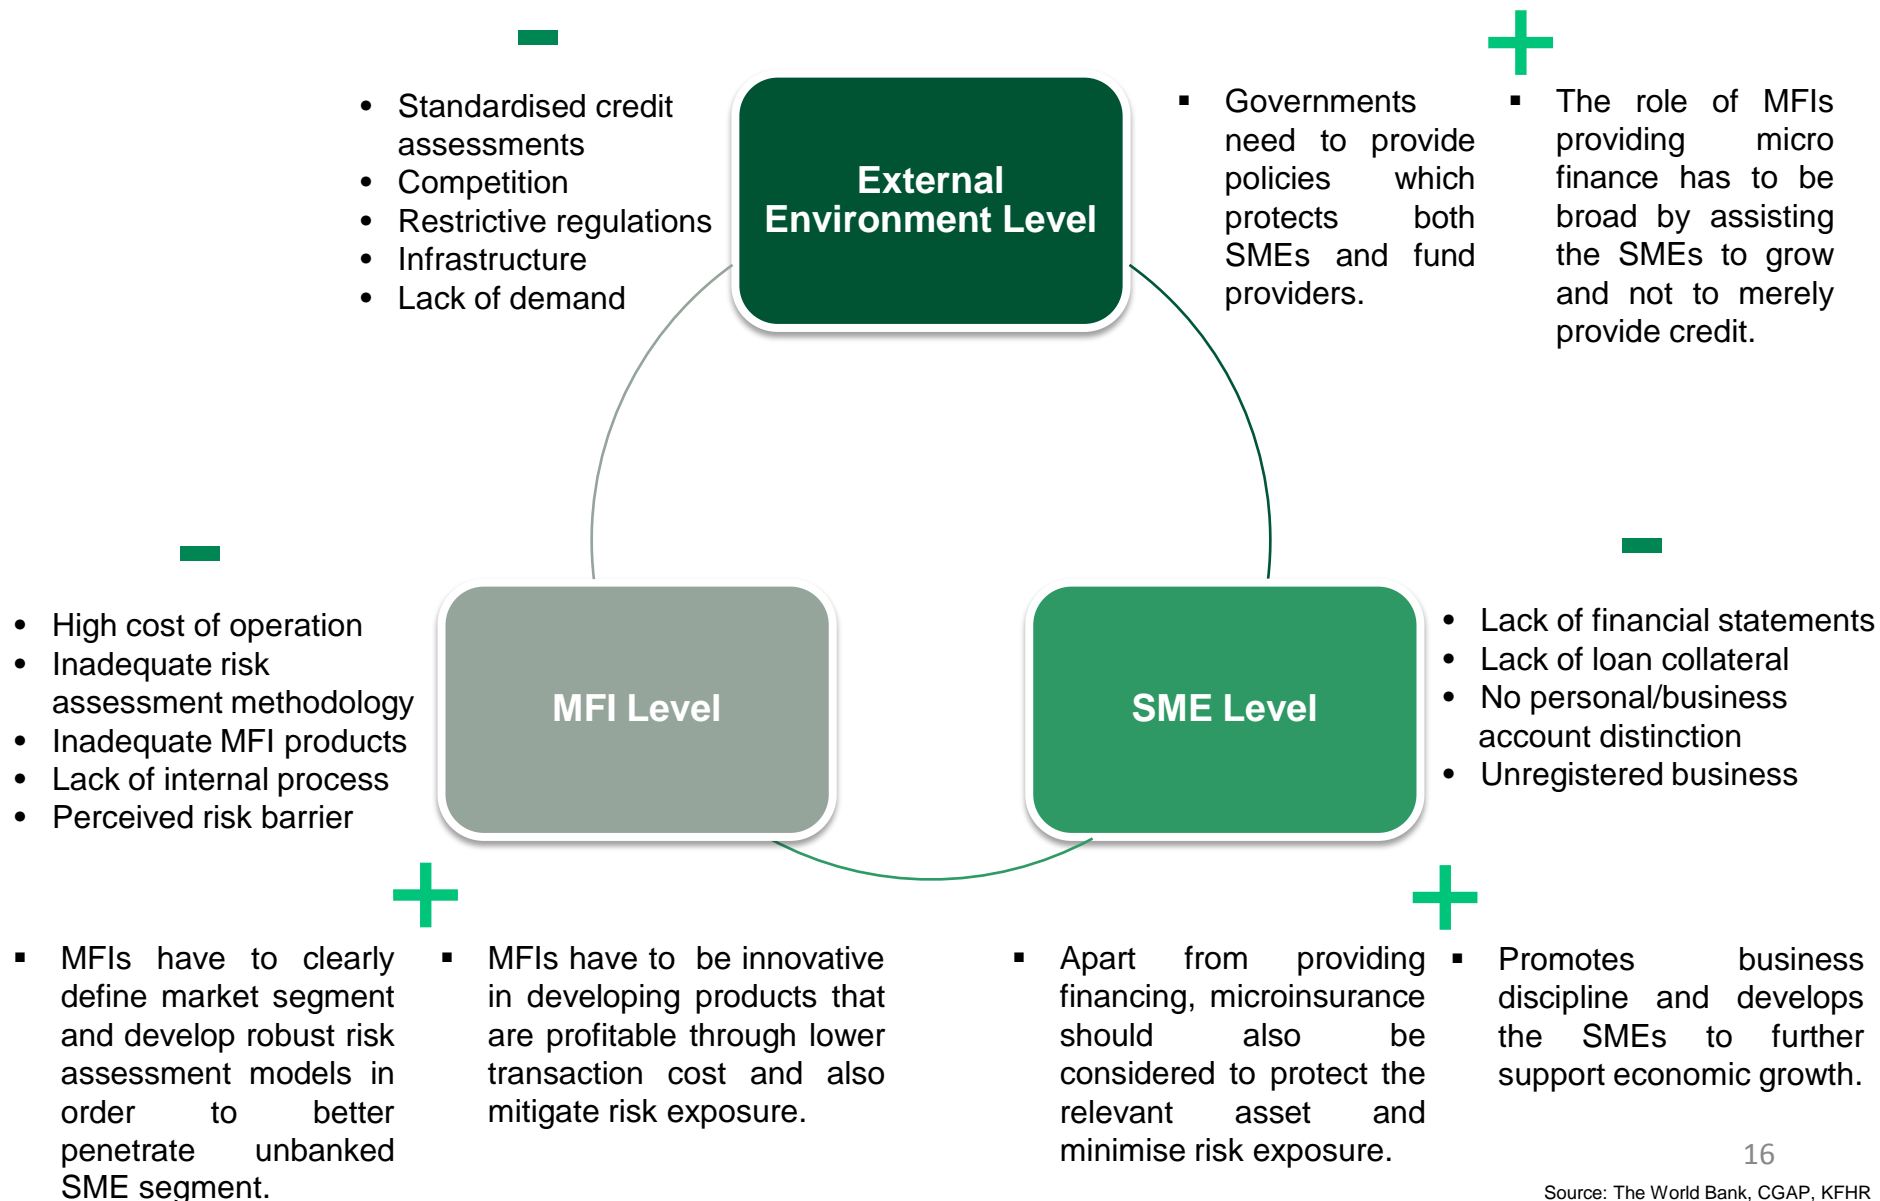 • Standardised credit
assessments
• Competition
• Restrictive regulations
• Infrastructure
• Lack of demand
External
Environment Level
▪ Governments
need to provide
policies which
protects both
SMEs and fund
providers.
▪ The role of MFIs
providing micro
finance has to be
broad by assisting
the SMEs to grow
and not to merely
provide credit.
• High cost of operation
• Inadequate risk
assessment methodology
• Inadequate MFI products
• Lack of internal process
• Perceived risk barrier
MFI Level
SME Level
• Lack of financial statements
• Lack of loan collateral
• No personal/business
account distinction
• Unregistered business
▪ MFIs have to clearly
define market segment
and develop robust risk
assessment models in
order to better
penetrate unbanked
SME segment.
▪ MFIs have to be innovative
in developing products that
are profitable through lower
transaction cost and also
mitigate risk exposure.
▪ Apart from providing
financing, microinsurance
should also be
considered to protect the
relevant asset and
minimise risk exposure.
▪ Promotes business
discipline and develops
the SMEs to further
support economic growth.
16
Source: The World Bank, CGAP, KFHR